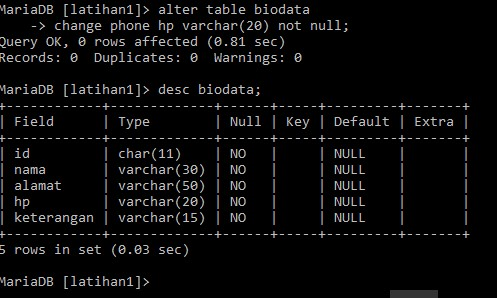 MariaDB [latihan1]> alter table biodata
    -> change phone hp varchar(20) not null;
Query OK, 0 rows affected (0.81 sec)
Records: 0  Duplicates: 0  Warnings: 0

MariaDB [latihan1]> desc biodata;
+------------+-------------+------+-----+---------+-------+
| Field      | Type        | Null | Key | Default | Extra |
+------------+-------------+------+-----+---------+-------+
| id         | char(11)    | NO   |     | NULL    |       |
| nama       | varchar(30) | NO   |     | NULL    |       |
| alamat     | varchar(50) | NO   |     | NULL    |       |
| hp         | varchar(20) | NO   |     | NULL    |       |
| keterangan | varchar(15) | NO   |     | NULL    |       |
+------------+-------------+------+-----+---------+-------+
5 rows in set (0.03 sec)

MariaDB [latihan1]>